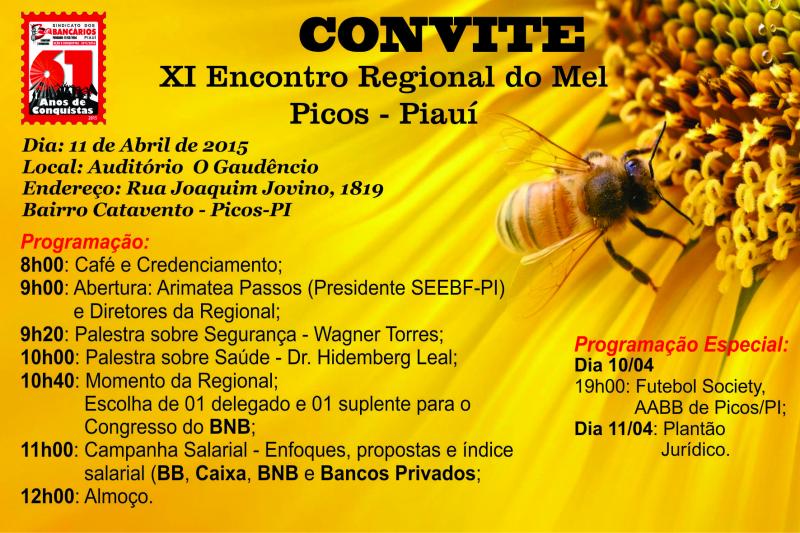 SINDICATO DOS
BANCÁRIOS
PIAUÍ
61
Anos de
Conquistas
2015
CONVITE
XI Encontro Regional do Mel
Picos - Piauí
Dia: 11 de Abril de 2015
Local: Auditório O Gaudêncio
Endereço: Rua Joaquim Jovino, 1819
Bairro Catavento - Picos-PI
Programação:
8h00: Café e Credenciamento;
9h00: Abertura: Arimatea Passos (Presidente SEEBF-PI)
e Diretores da Regional;
9h20: Palestra sobre Segurança - Wagner Torres;
10h00: Palestra sobre Saúde - Dr. Hidemberg Leal;
10h40: Momento da Regional;
Escolha de 01 delegado e 01 suplente para o
Congresso do BNB;
11h00: Campanha Salarial - Enfoques, propostas e índice
salarial (BB, Caixa, BNB e Bancos Privados;
12h00: Almoço.
Programação Especial:
Dia 10/04
19h00: Futebol Society,
AABB de Picos/PI;
Dia 11/04: Plantão
Jurídico.